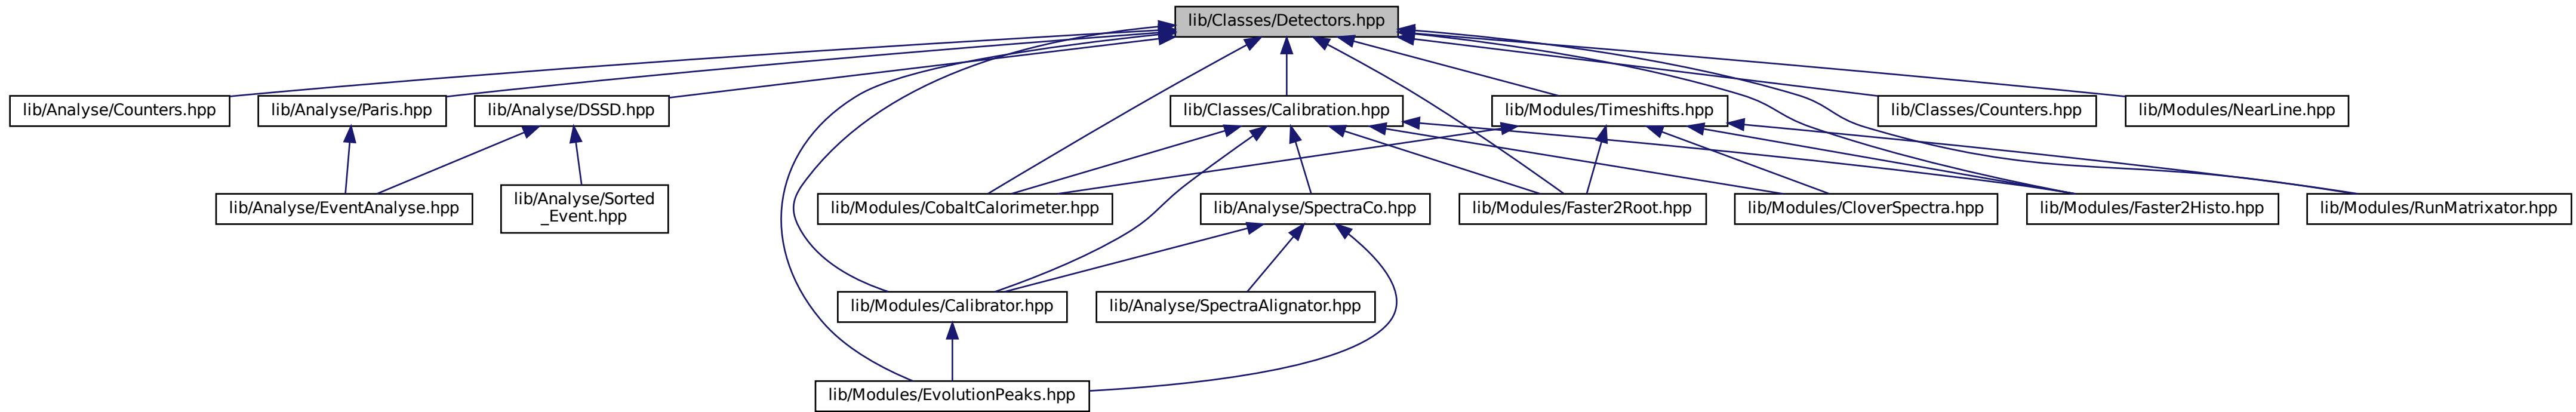 lib/Classes/Detectors.hpp
lib/Analyse/Counters.hpp
lib/Analyse/Paris.hpp
lib/Analyse/DSSD.hpp
lib/Classes/Calibration.hpp
lib/Modules/Timeshifts.hpp
lib/Classes/Counters.hpp
lib/Modules/NearLine.hpp
lib/Analyse/EventAnalyse.hpp
lib/Analyse/Sorted
_Event.hpp
lib/Modules/CobaltCalorimeter.hpp
lib/Analyse/SpectraCo.hpp
lib/Modules/Faster2Root.hpp
lib/Modules/CloverSpectra.hpp
lib/Modules/Faster2Histo.hpp
lib/Modules/RunMatrixator.hpp
lib/Modules/Calibrator.hpp
lib/Analyse/SpectraAlignator.hpp
lib/Modules/EvolutionPeaks.hpp